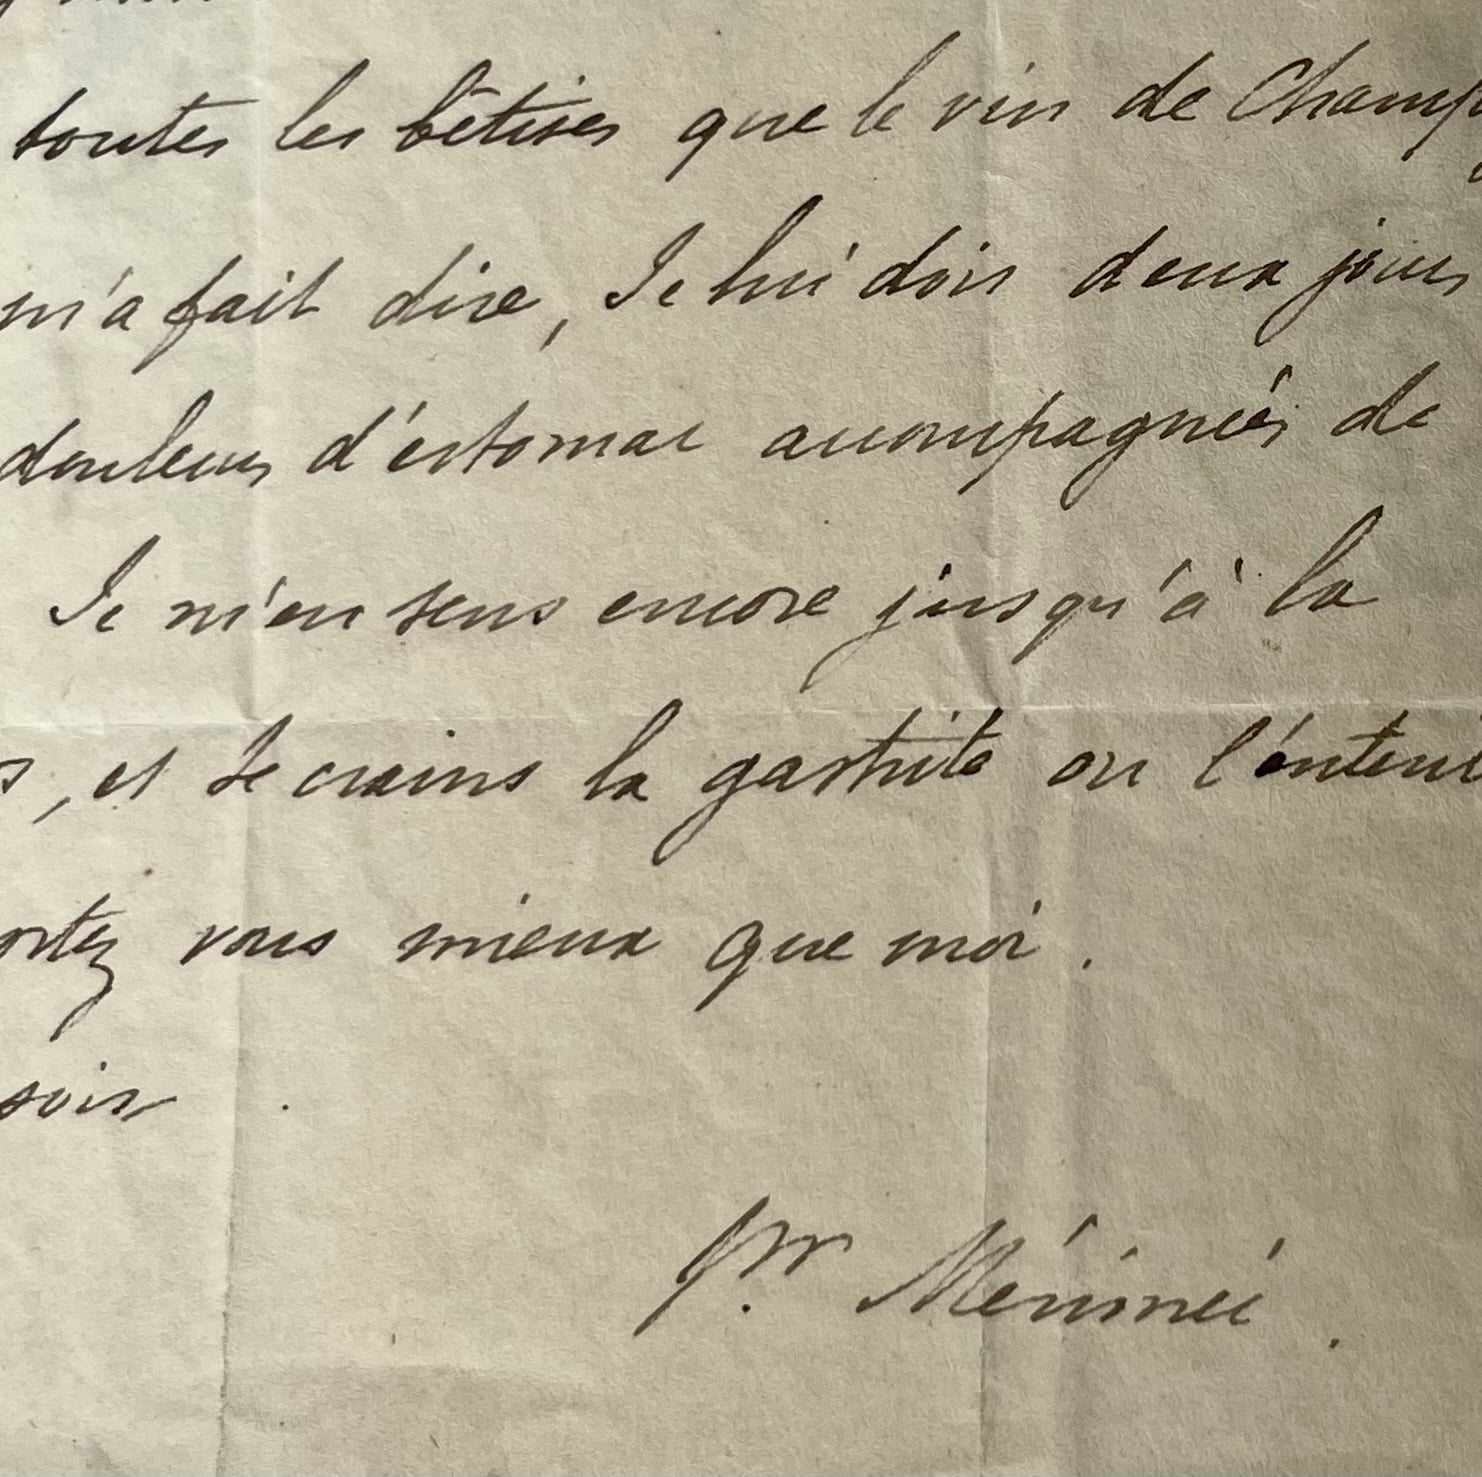 toutes les bêtises que le vin de Champ
m'a fait dire, Je lui dois deux jours
douleurs d'estomac accompagnées de
Je m'en sens encore jusqu'à la
s, et Je crains la gastrite ou l'enteri
ortez vous mieux que moi.
soir
Pr. Mérimée.